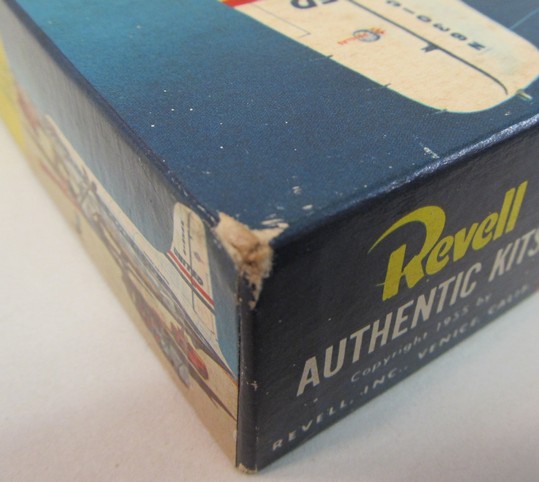 Revell
AUTHENTIC KITS
Copyright 1955 by
REVELL, INC., VENICE, CALIF.